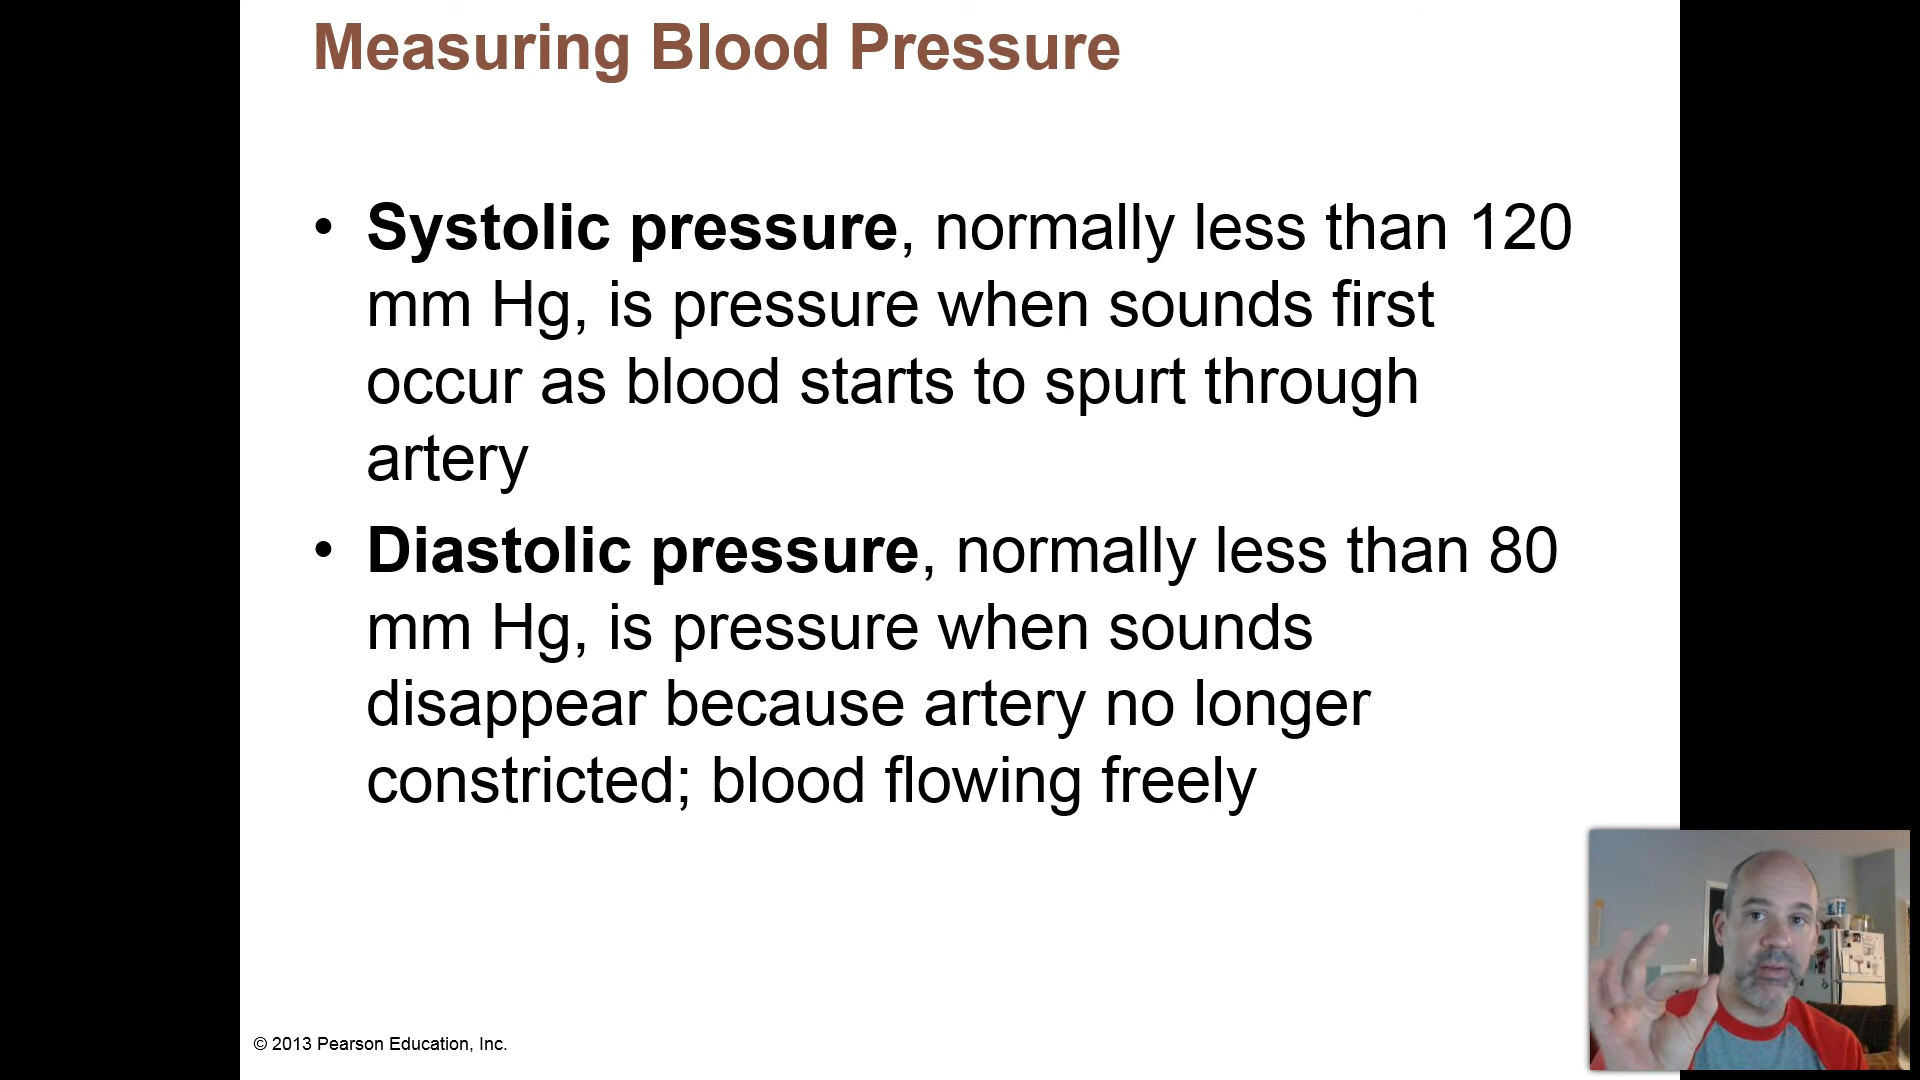 Measuring Blood Pressure
• Systolic pressure, normally less than 120
mm Hg, is pressure when sounds first
occur as blood starts to spurt through
artery
• Diastolic pressure, normally less than 80
mm Hg, is pressure when sounds
disappear because artery no longer
constricted; blood flowing freely
© 2013 Pearson Education, Inc.